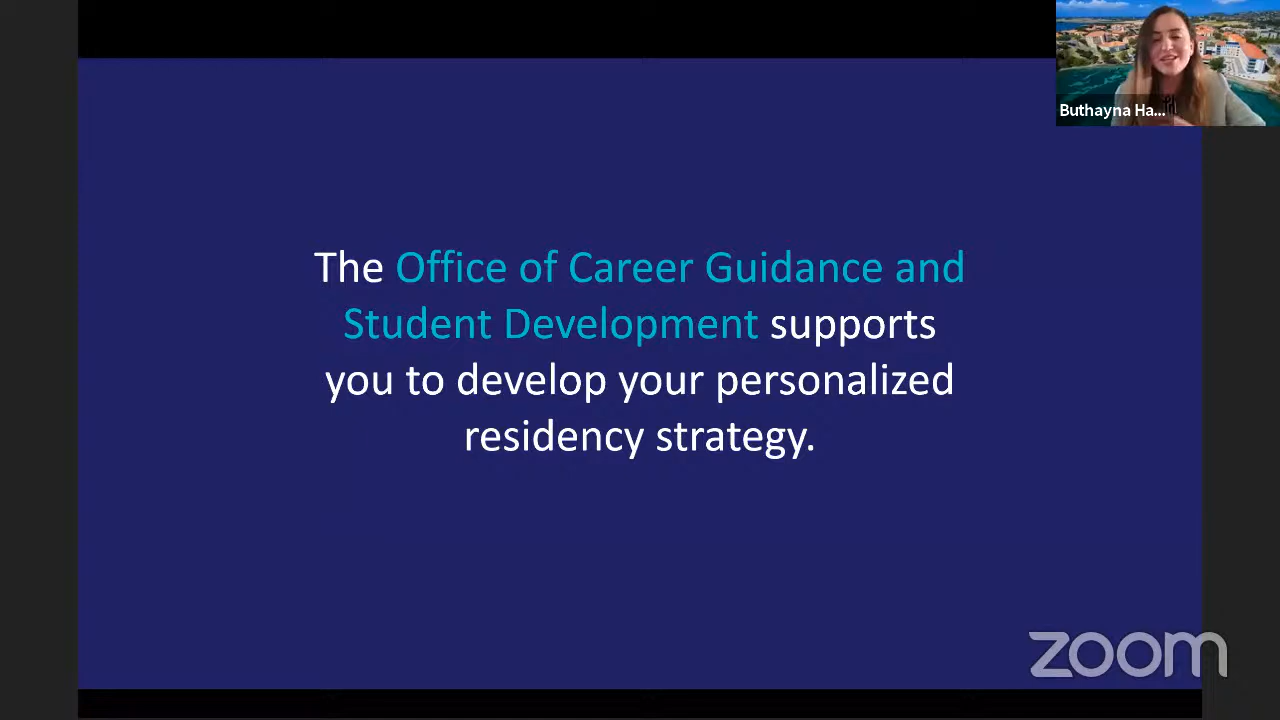 Buthayna Ha...
The Office of Career Guidance and
Student Development supports
you to develop your personalized
residency strategy.
zoom